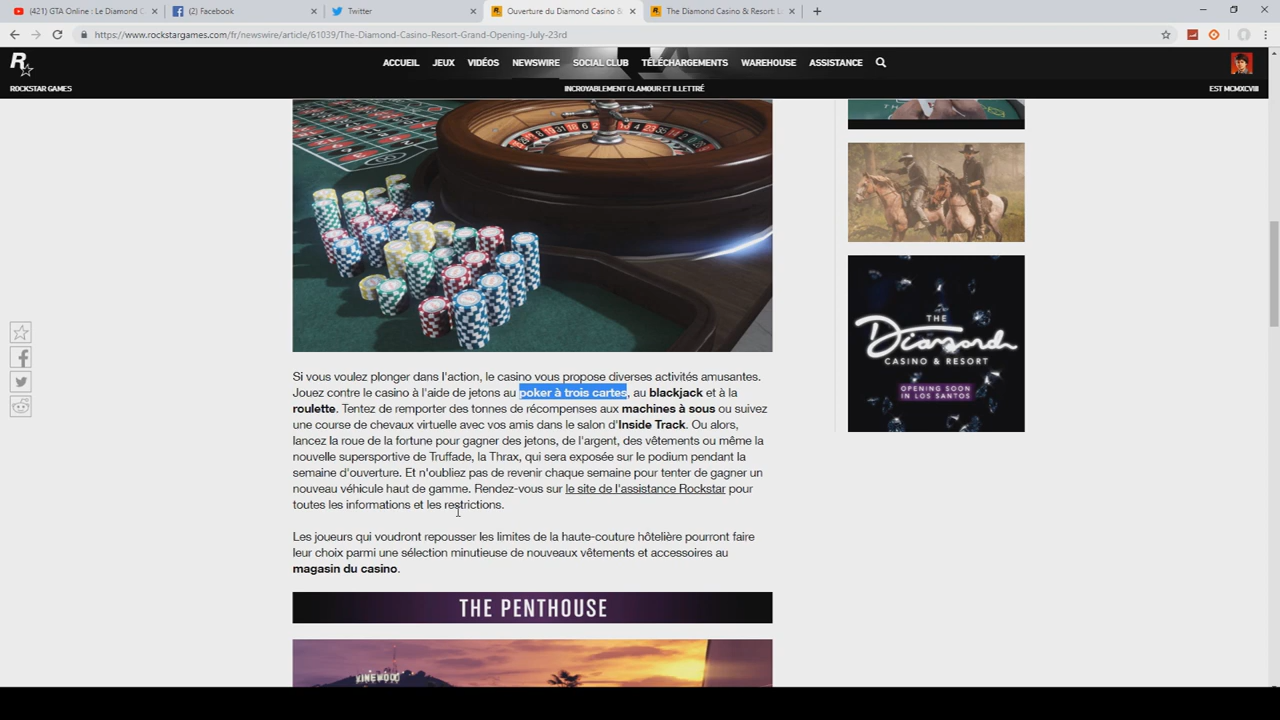 (421) GTA Online : Le Diamond C
(2) Facebook
Twitter
Ouverture du Diamond Casino &
The Diamond Casino & Resort: L
https://www.rockstargames.com/fr/newswire/article/61039/The-Diamond-Casino-Resort-Grand-Opening-July-23rd
ACCUEIL JEUX VIDÉOS NEWSWIRE SOCIAL CLUB TÉLÉCHARGEMENTS WAREHOUSE ASSISTANCE
ROCKSTAR GAMES INCROYABLEMENT GLAMOUR ET ILLETTRÉ EST MCMXCVIII
Si vous voulez plonger dans l'action, le casino vous propose diverses activités amusantes.
Jouez contre le casino à l'aide de jetons au poker à trois cartes, au blackjack et à la
roulette. Tentez de remporter des tonnes de récompenses aux machines à sous ou suivez
une course de chevaux virtuelle avec vos amis dans le salon d'Inside Track. Ou alors,
lancez la roue de la fortune pour gagner des jetons, de l'argent, des vêtements ou même la
nouvelle supersportive de Truffade, la Thrax, qui sera exposée sur le podium pendant la
semaine d'ouverture. Et n'oubliez pas de revenir chaque semaine pour tenter de gagner un
nouveau véhicule haut de gamme. Rendez-vous sur le site de l'assistance Rockstar pour
toutes les informations et les restrictions.
Les joueurs qui voudront repousser les limites de la haute-couture hôtelière pourront faire
leur choix parmi une sélection minutieuse de nouveaux vêtements et accessoires au
magasin du casino.
THE PENTHOUSE
THE
Diamond
CASINO & RESORT
OPENING SOON
IN LOS SANTOS